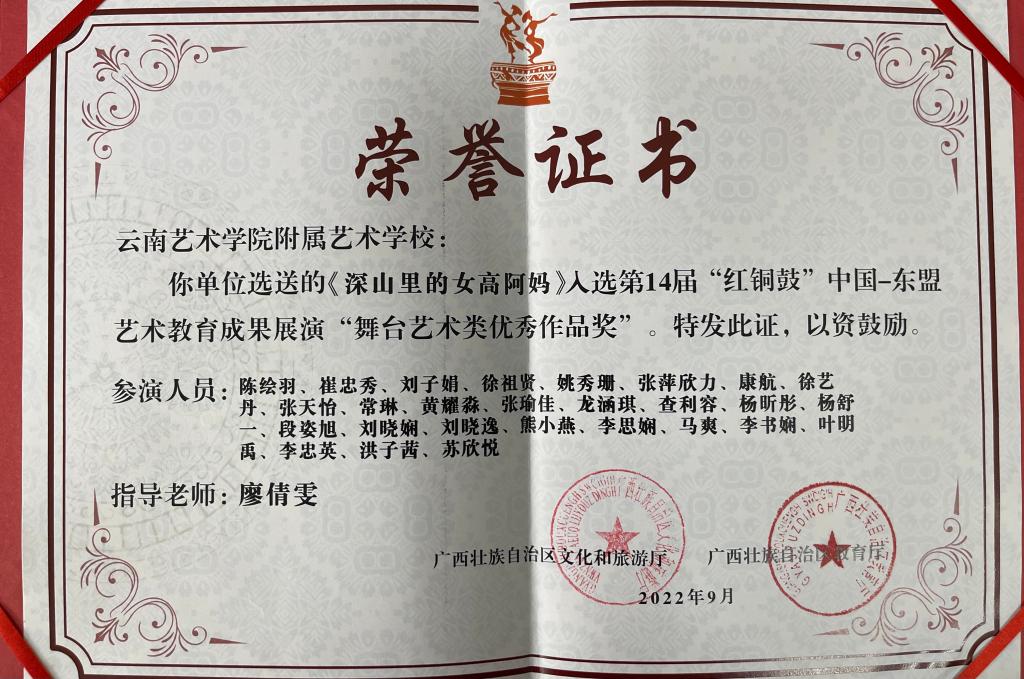 荣誉证书
云南艺术学院附属艺术学校：
你单位选送的《深山里的女高阿妈》入选第14届“红铜鼓”中国-东盟
艺术教育成果展演“舞台艺术类优秀作品奖”。特发此证，以资鼓励。
参演人员：陈绘羽、崔忠秀、刘子娟、徐祖贤、姚秀珊、张萍欣力、康航、徐艺
丹、张天怡、常琳、黄耀淼、张瑜佳、龙涵琪、查利容、杨昕彤、杨舒
一、段姿旭、刘晓娴、刘晓逸、熊小燕、李思娴、马爽、李书娴、叶明
禹、李忠英、洪子茜、苏欣悦
指导老师：廖倩雯
广西壮族自治区文化和旅游厅 广西壮族自治区教育厅
2022年9月